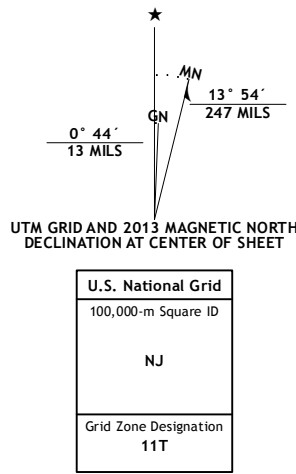 MN
GN
13° 54´
247 MILS
0° 44´
13 MILS
UTM GRID AND 2013 MAGNETIC NORTH
DECLINATION AT CENTER OF SHEET
U.S. National Grid
100,000-m Square ID
NJ
Grid Zone Designation
11T